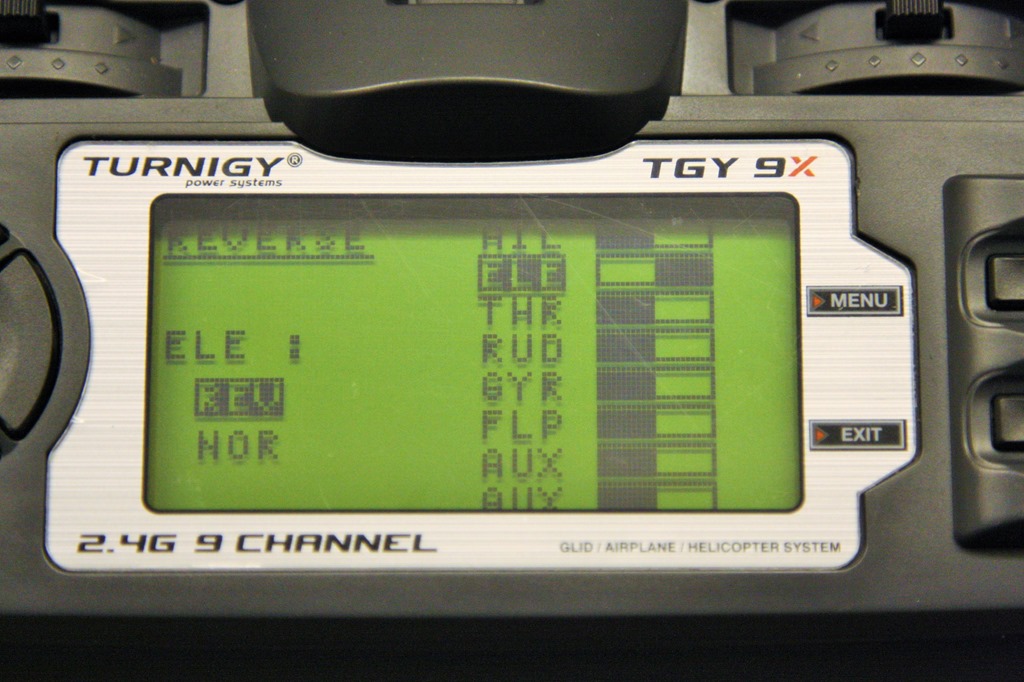 TURNIGY®
power systems
TGY 9X
REVERSE
ELE :
REV
NOR
AIL
ELE
THR
RUD
GYR
FLP
AUX
AUX
MENU
EXIT
2.4G 9 CHANNEL
GLID / AIRPLANE / HELICOPTER SYSTEM